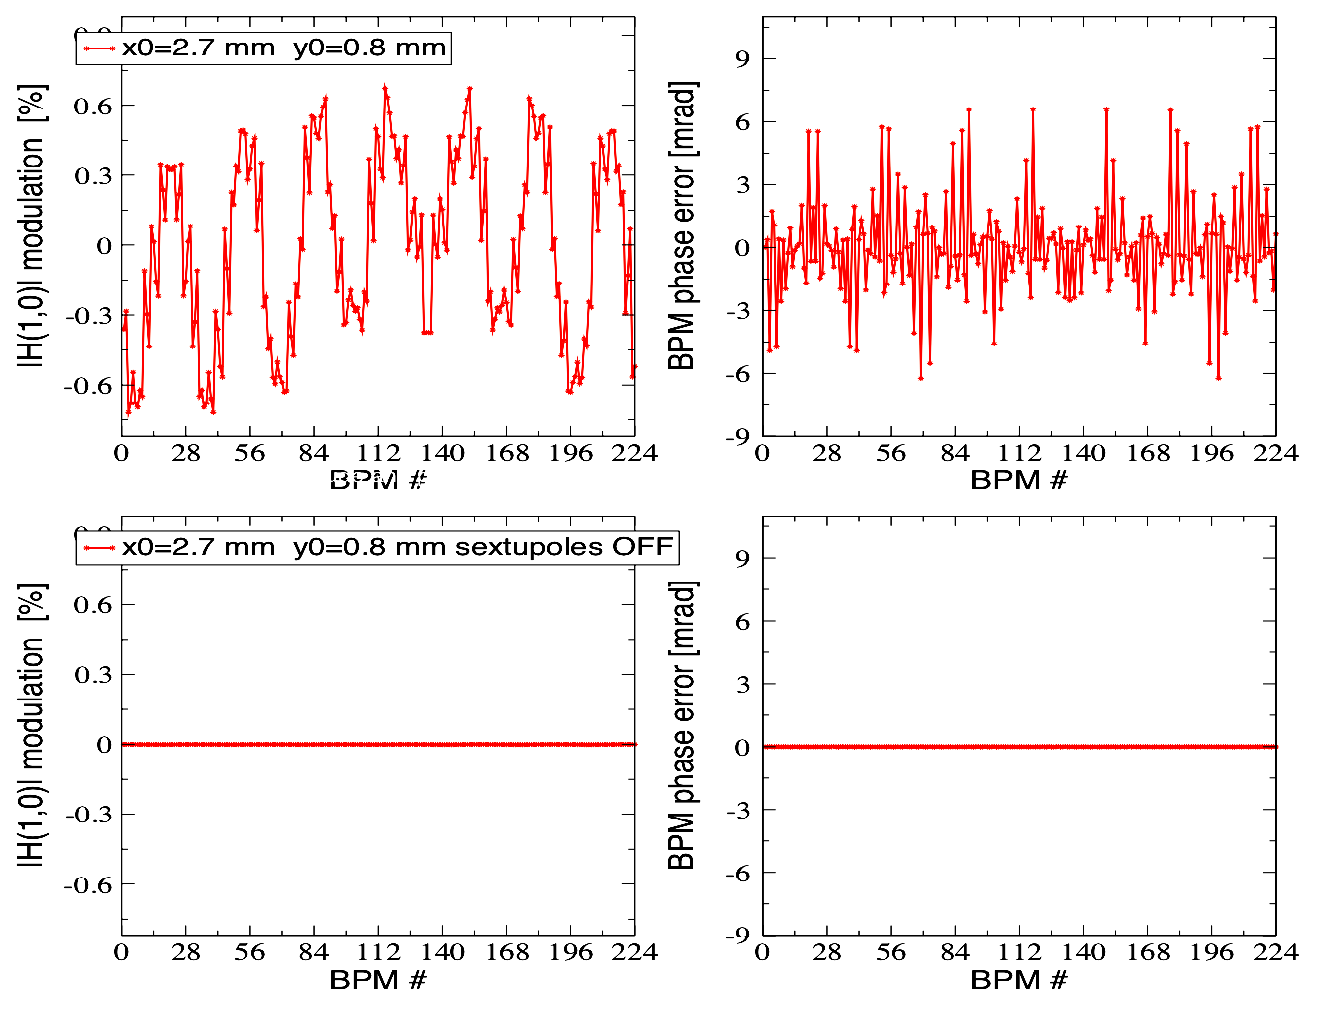 x0=2.7 mm  y0=0.8 mm
|H(1,0)| modulation [%]
0.6
0.3
0
-0.3
-0.6
0 28 56 84 112 140 168 196 224
BPM #
BPM phase error [mrad]
9
6
3
0
-3
-6
-9
0 28 56 84 112 140 168 196 224
BPM #
x0=2.7 mm  y0=0.8 mm sextupoles OFF
|H(1,0)| modulation [%]
0.6
0.3
0
-0.3
-0.6
0 28 56 84 112 140 168 196 224
BPM #
BPM phase error [mrad]
9
6
3
0
-3
-6
-9
0 28 56 84 112 140 168 196 224
BPM #